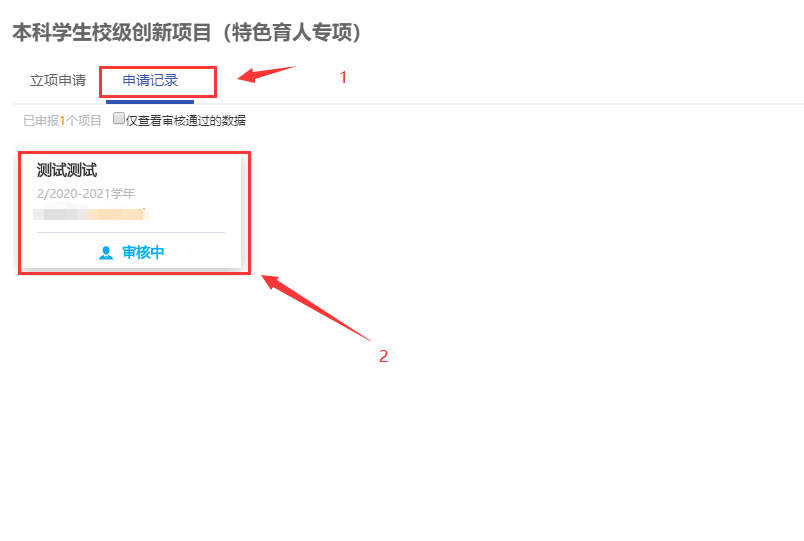 本科学生校级创新项目（特色育人专项）
立项申请 申请记录 1
已申报1个项目 仅查看审核通过的数据
测试测试
2/2020-2021学年
审核中
2